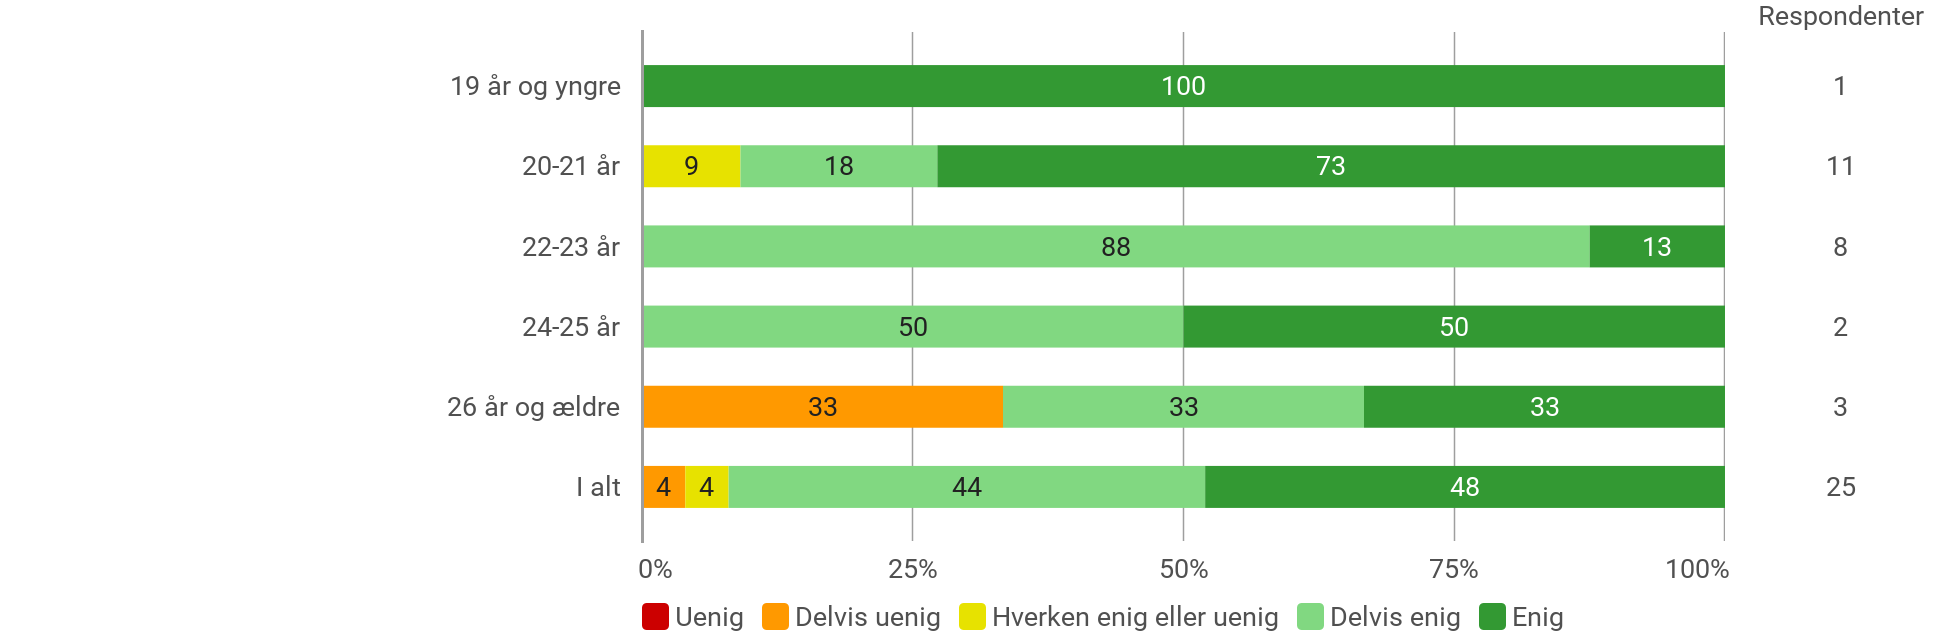 Respondenter
19 år og yngre 100 1
20-21 år 9 18 73 11
22-23 år 88 13 8
24-25 år 50 50 2
26 år og ældre 33 33 33 3
I alt 4 4 44 48 25
0% 25% 50% 75% 100%
Uenig Delvis uenig Hverken enig eller uenig Delvis enig Enig